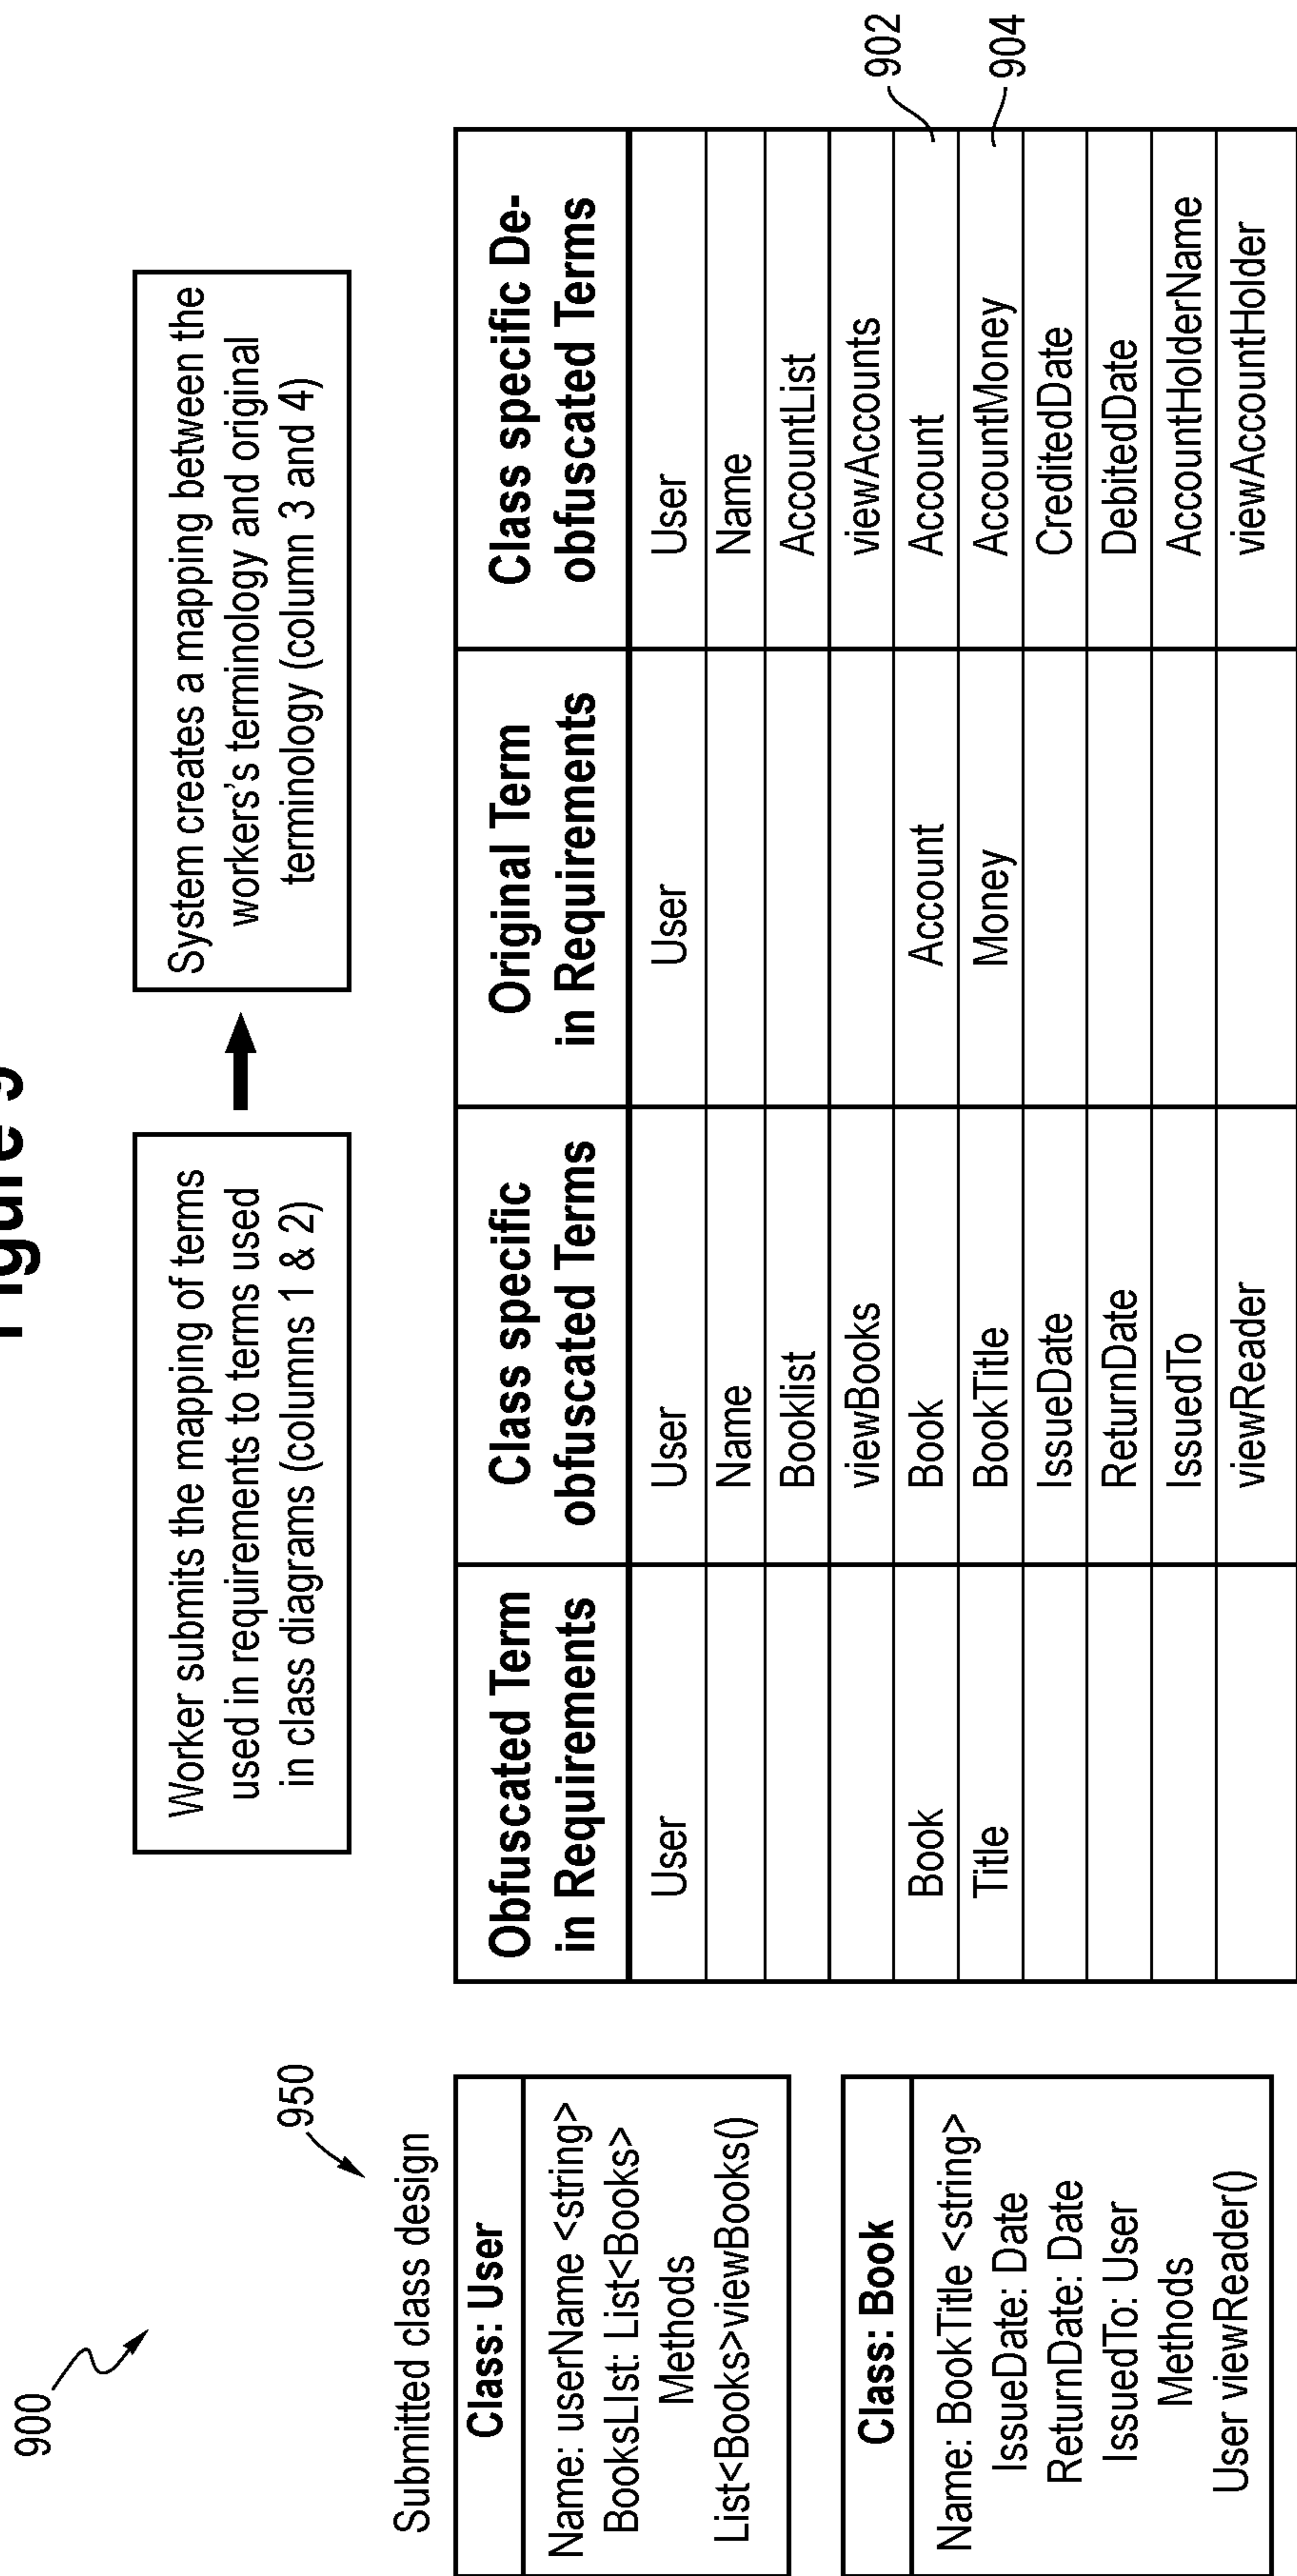 Figure 9
900
Worker submits the mapping of terms
used in requirements to terms used
in class diagrams (columns 1 & 2)
System creates a mapping between the
workers's terminology and original
terminology (column 3 and 4)
950
Submitted class design
Class: User
Name: userName <string>
BooksLIst: List<Books>
Methods
List<Books>viewBooks()
Class: Book
Name: BookTitle <string>
IssueDate: Date
ReturnDate: Date
IssuedTo: User
Methods
User viewReader()
Obfuscated Term
in Requirements
Class specific
obfuscated Terms
Original Term
in Requirements
Class specific De-
obfuscated Terms
User User User User
Name Name
Booklist AccountList
viewBooks viewAccounts
Book Book Account Account 902
Title BookTitle Money AccountMoney 904
IssueDate CreditedDate
ReturnDate DebitedDate
IssuedTo AccountHolderName
viewReader viewAccountHolder